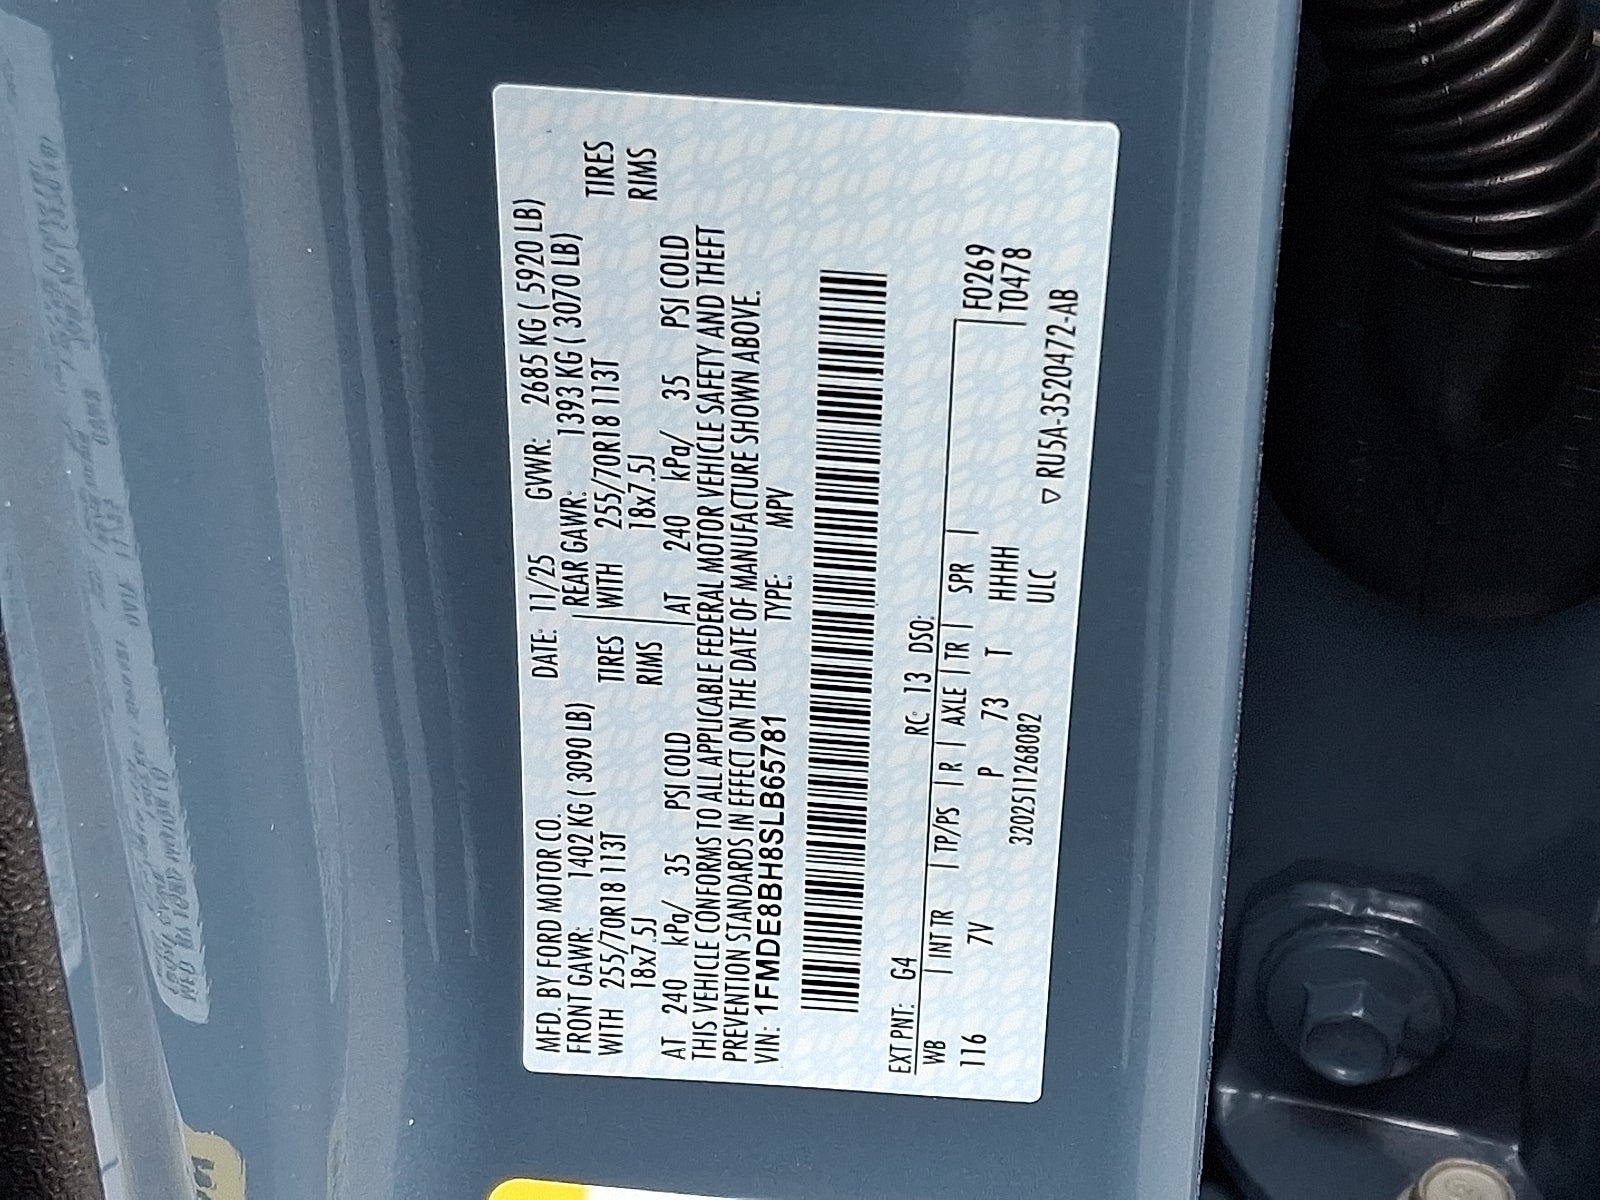 MFD. BY FORD MOTOR CO. DATE: 11/25 GVWR: 2685 KG ( 5920 LB)
FRONT GAWR: 1402 KG ( 3090 LB) REAR GAWR: 1393 KG ( 3070 LB)
WITH 255/70R18 113T TIRES WITH 255/70R18 113T TIRES
18x7.5J RIMS 18x7.5J RIMS
AT 240 kPa/ 35 PSI COLD AT 240 kPa/ 35 PSI COLD
THIS VEHICLE CONFORMS TO ALL APPLICABLE FEDERAL MOTOR VEHICLE SAFETY AND THEFT
PREVENTION STANDARDS IN EFFECT ON THE DATE OF MANUFACTURE SHOWN ABOVE.
VIN: 1FMDE8BH8SLB65781 TYPE: MPV
EXT PNT: G4 RC: 13 DSO:
WB INT TR TP/PS R AXLE TR SPR F0269
116 7V P 73 T HHHH T0478
3202511268082 ULC
▽ RU5A-3520472-AB